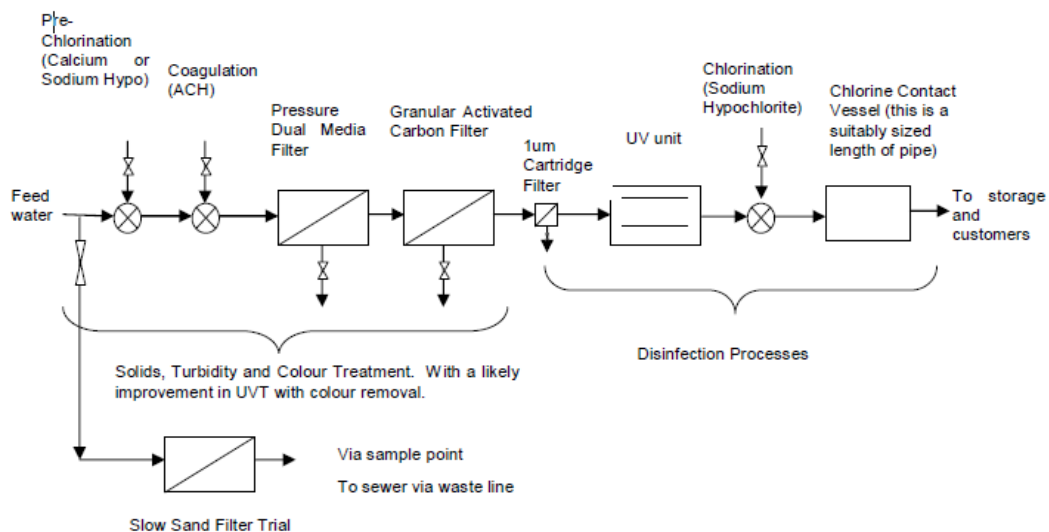 Pre-
Chlorination
(Calcium or
Sodium Hypo)
Coagulation
(ACH)
Pressure
Dual Media
Filter
Granular Activated
Carbon Filter
1um
Cartridge
Filter
UV unit
Chlorination
(Sodium
Hypochlorite)
Chlorine Contact
Vessel (this is a
suitably sized
length of pipe)
Feed
water
To storage
and
customers
Solids, Turbidity and Colour Treatment. With a likely
improvement in UVT with colour removal.
Disinfection Processes
Via sample point
To sewer via waste line
Slow Sand Filter Trial